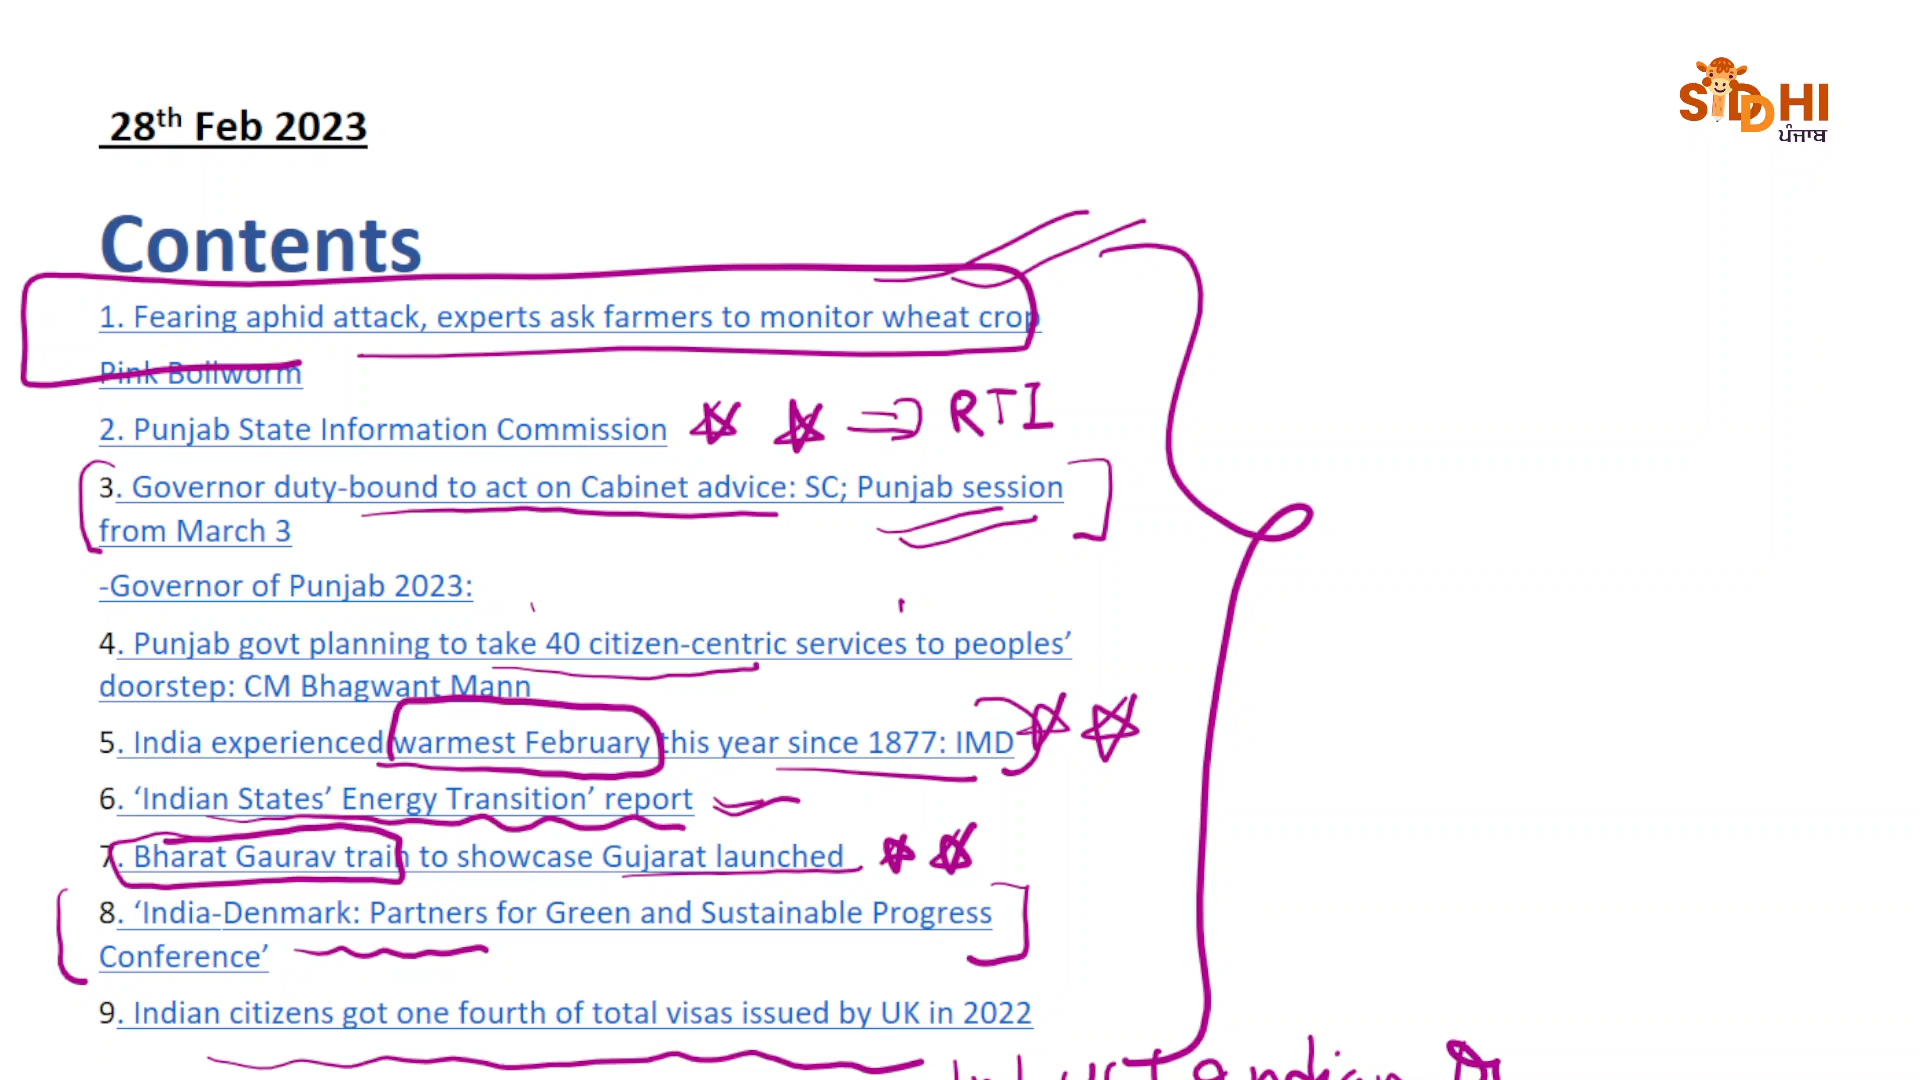 SIDDHI
ਪੰਜਾਬ
28th Feb 2023
Contents
1. Fearing aphid attack, experts ask farmers to monitor wheat crop
Pink Bollworm
2. Punjab State Information Commission ⇒ RTI
3. Governor duty-bound to act on Cabinet advice: SC; Punjab session
from March 3
-Governor of Punjab 2023:
4. Punjab govt planning to take 40 citizen-centric services to peoples’
doorstep: CM Bhagwant Mann
5. India experienced warmest February this year since 1877: IMD
6. ‘Indian States’ Energy Transition’ report
7. Bharat Gaurav train to showcase Gujarat launched
8. ‘India-Denmark: Partners for Green and Sustainable Progress
Conference’
9. Indian citizens got one fourth of total visas issued by UK in 2022